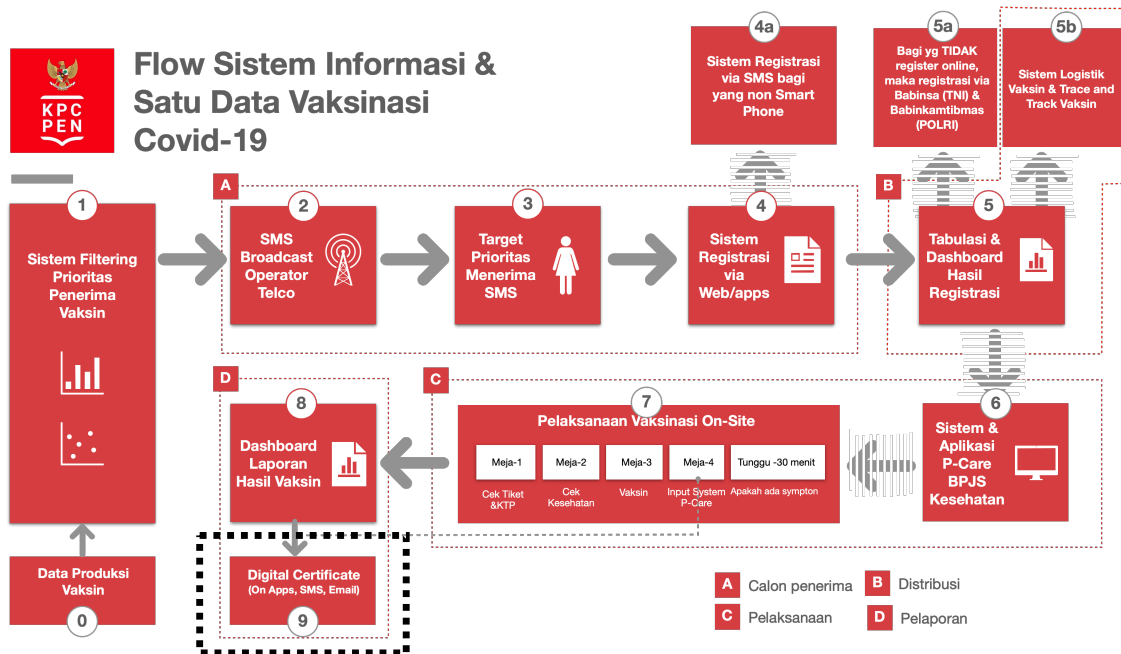 KPC
PEN
Flow Sistem Informasi &
Satu Data Vaksinasi
Covid-19
4a
Sistem Registrasi
via SMS bagi
yang non Smart
Phone
5a
Bagi yg TIDAK
register online,
maka registrasi via
Babinsa (TNI) &
Babinkamtibmas
(POLRI)
5b
Sistem Logistik
Vaksin & Trace and
Track Vaksin
1
Sistem Filtering
Prioritas
Penerima
Vaksin
A
2
SMS
Broadcast
Operator
Telco
3
Target
Prioritas
Menerima
SMS
4
Sistem
Registrasi
via
Web/apps
B
5
Tabulasi &
Dashboard
Hasil
Registrasi
D
8
Dashboard
Laporan
Hasil Vaksin
C
7
Pelaksanaan Vaksinasi On-Site
Meja-1
Meja-2
Meja-3
Meja-4
Tunggu -30 menit
Cek Tiket
&KTP
Cek
Kesehatan
Vaksin
Input System
P-Care
Apakah ada sympton
6
Sistem &
Aplikasi
P-Care
BPJS
Kesehatan
Data Produksi
Vaksin
0
Digital Certificate
(On Apps, SMS, Email)
9
A Calon penerima
B Distribusi
C Pelaksanaan
D Pelaporan